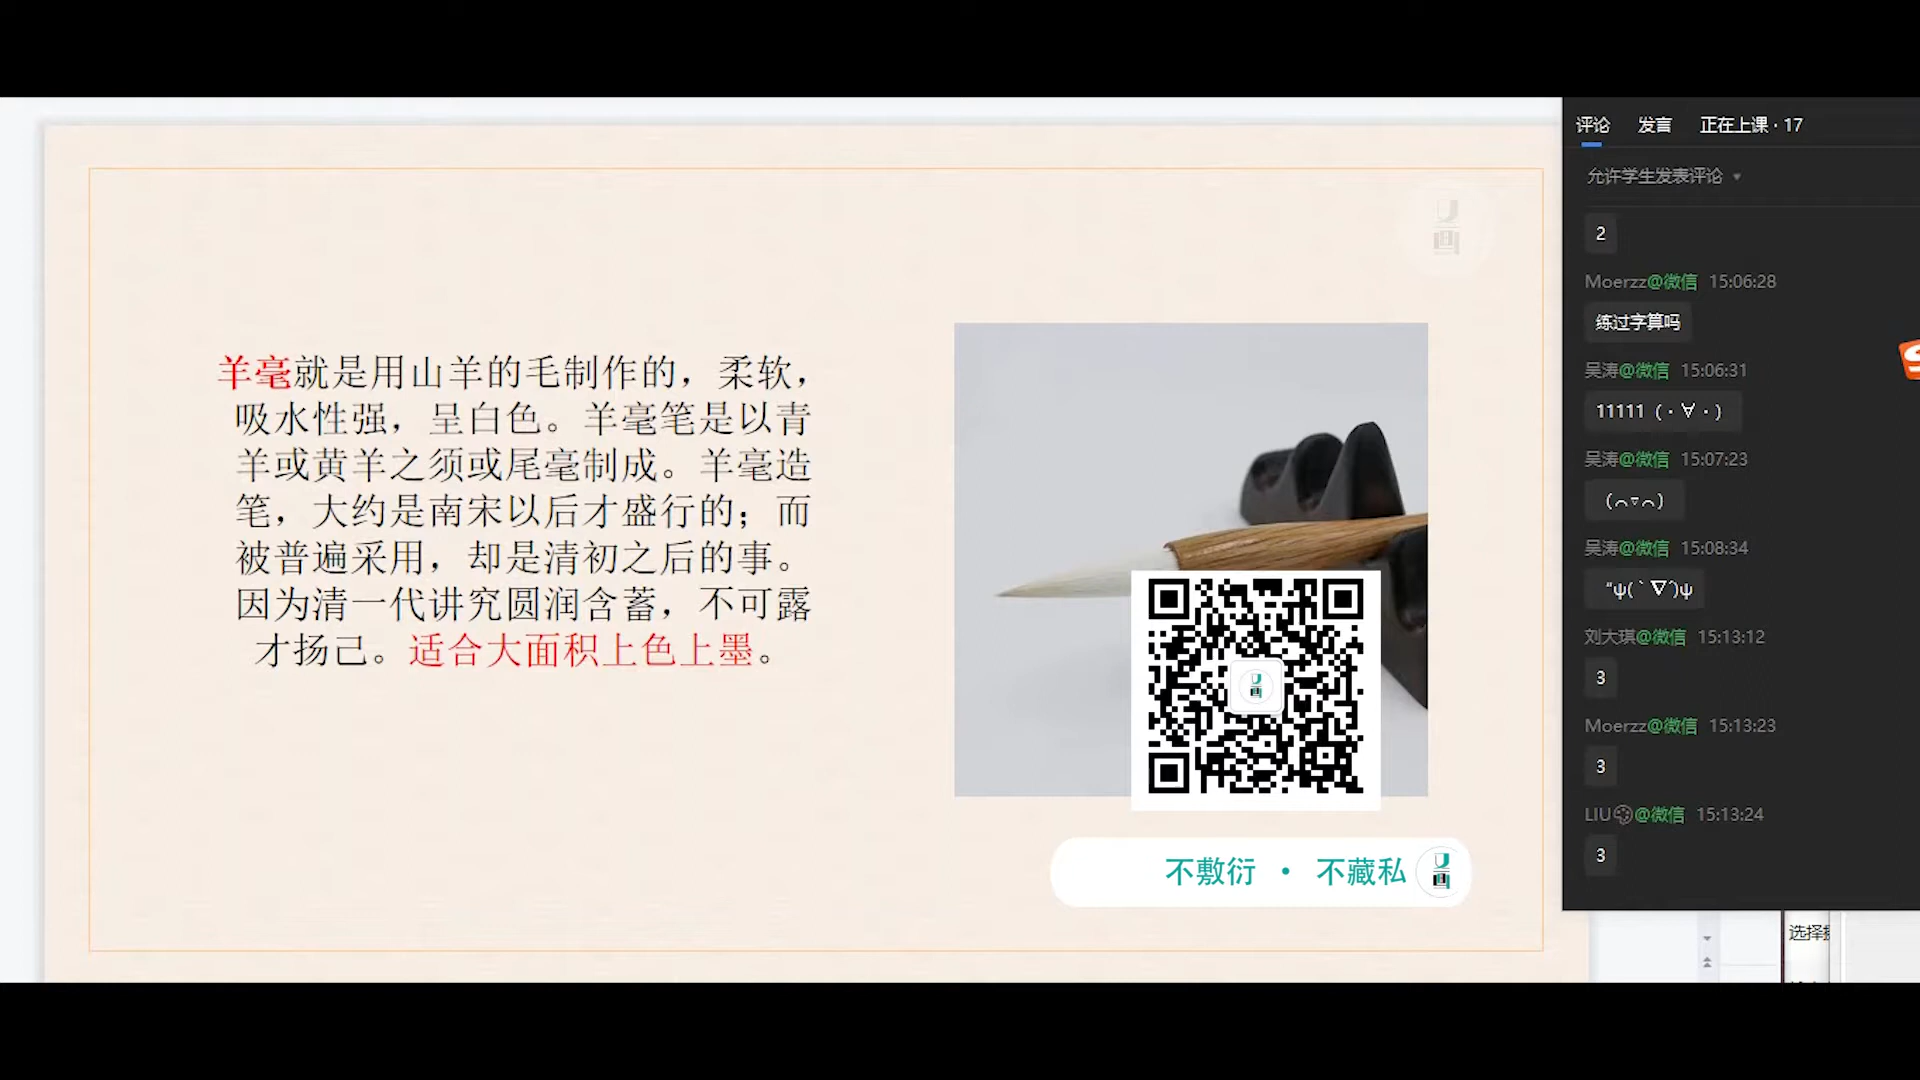 羊毫就是用山羊的毛制作的，柔软，
吸水性强，呈白色。羊毫笔是以青
羊或黄羊之须或尾毫制成。羊毫造
笔，大约是南宋以后才盛行的；而
被普遍采用，却是清初之后的事。
因为清一代讲究圆润含蓄，不可露
才扬己。适合大面积上色上墨。
不敷衍 · 不藏私
评论 发言 正在上课 · 17
允许学生发表评论
2
Moerzz@微信 15:06:28
练过字算吗
吴涛@微信 15:06:31
11111 (・∀・)
吴涛@微信 15:07:23
(⌒▽⌒)
吴涛@微信 15:08:34
“ψ(｀∇´)ψ
刘大琪@微信 15:13:12
3
Moerzz@微信 15:13:23
3
LIU@微信 15:13:24
3
选择